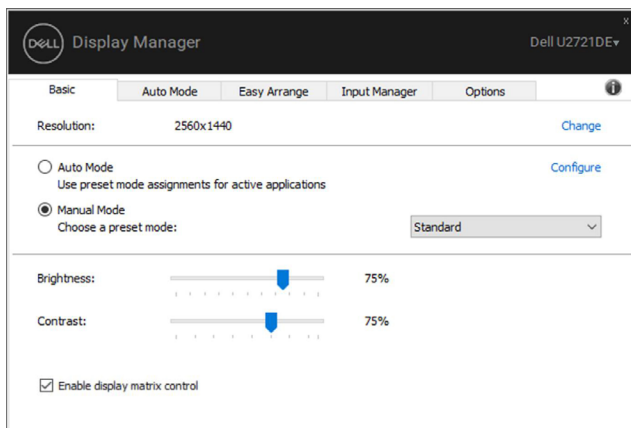 x
DELL Display Manager Dell U2721DE
Basic Auto Mode Easy Arrange Input Manager Options
Resolution: 2560x1440 Change
Auto Mode Configure
Use preset mode assignments for active applications
Manual Mode
Choose a preset mode: Standard
Brightness: 75%
Contrast: 75%
Enable display matrix control